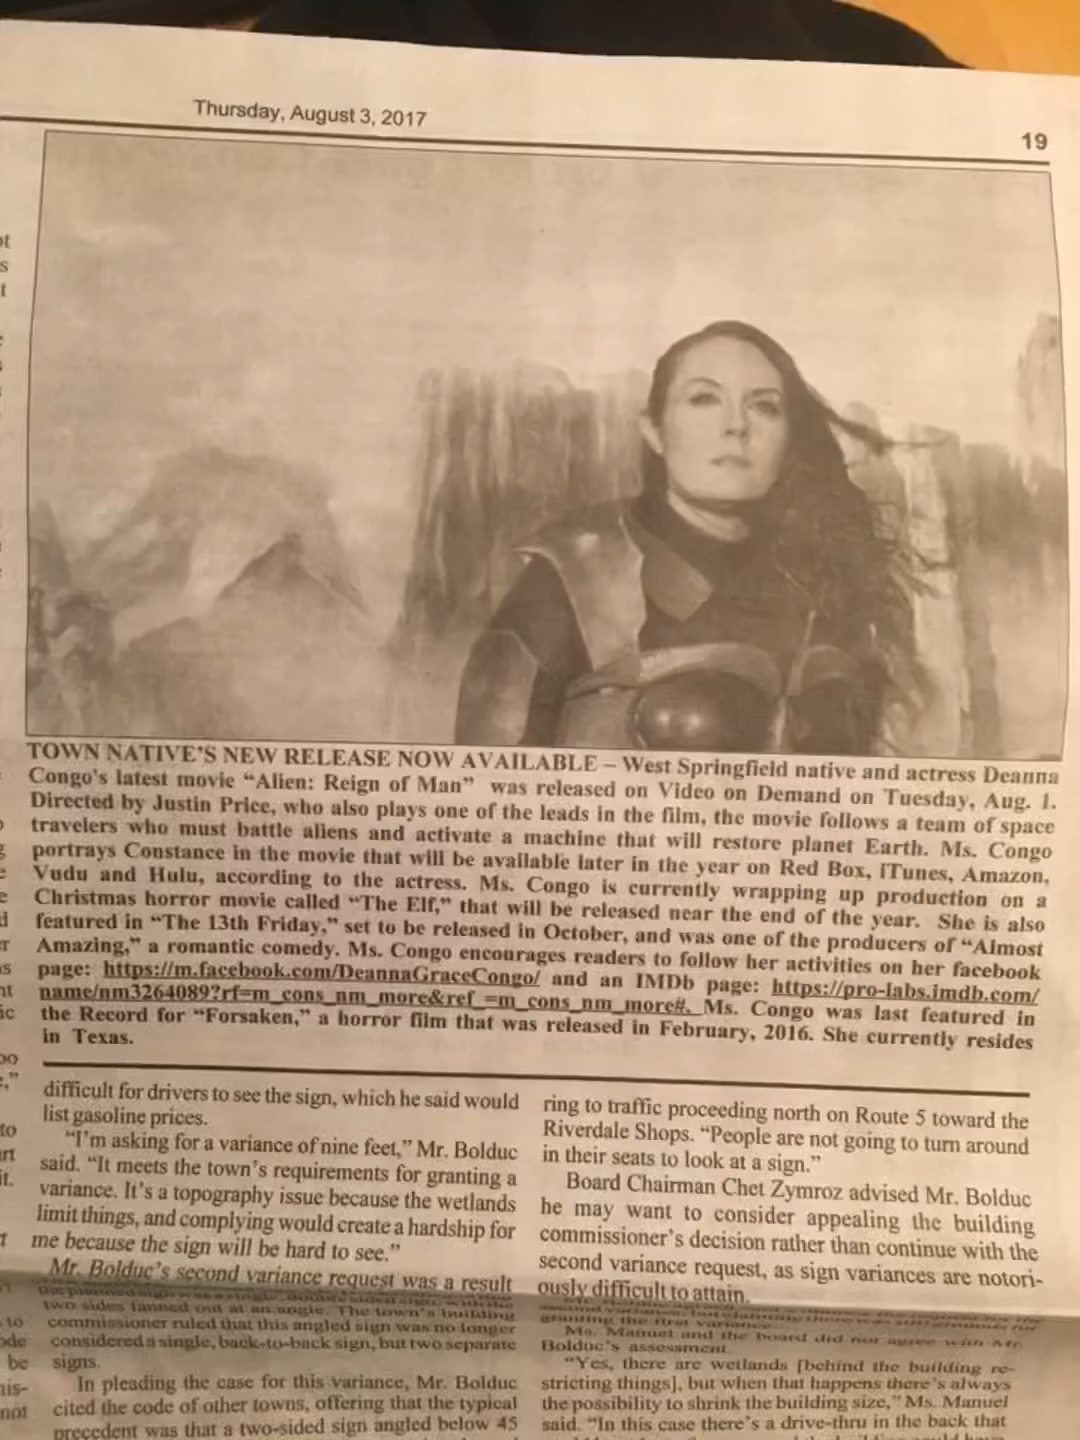 Thursday, August 3, 2017
19
TOWN NATIVE'S NEW RELEASE NOW AVAILABLE – West Springfield native and actress Deanna
Congo's latest movie “Alien: Reign of Man” was released on Video on Demand on Tuesday, Aug. 1.
Directed by Justin Price, who also plays one of the leads in the film, the movie follows a team of space
travelers who must battle aliens and activate a machine that will restore planet Earth. Ms. Congo
portrays Constance in the movie that will be available later in the year on Red Box, iTunes, Amazon,
Vudu and Hulu, according to the actress. Ms. Congo is currently wrapping up production on a
Christmas horror movie called “The Elf,” that will be released near the end of the year. She is also
featured in “The 13th Friday,” set to be released in October, and was one of the producers of “Almost
Amazing,” a romantic comedy. Ms. Congo encourages readers to follow her activities on her facebook
page: https://m.facebook.com/DeannaGraceCongo/ and an IMDb page: https://pro-labs.imdb.com/
name/nm3264089?rf=m_cons_nm_more&ref_=m_cons_nm_more#. Ms. Congo was last featured in
the Record for “Forsaken,” a horror film that was released in February, 2016. She currently resides
in Texas.
difficult for drivers to see the sign, which he said would
list gasoline prices.
“I'm asking for a variance of nine feet,” Mr. Bolduc
said. “It meets the town's requirements for granting a
variance. It's a topography issue because the wetlands
limit things, and complying would create a hardship for
me because the sign will be hard to see.”
Mr. Bolduc's second variance request was a result
two sides fanned out at an angle. The town's building
commissioner ruled that this angled sign was no longer
considered a single, back-to-back sign, but two separate
signs.
In pleading the case for this variance, Mr. Bolduc
cited the code of other towns, offering that the typical
precedent was that a two-sided sign angled below 45
ring to traffic proceeding north on Route 5 toward the
Riverdale Shops. “People are not going to turn around
in their seats to look at a sign.”
Board Chairman Chet Zymroz advised Mr. Bolduc
he may want to consider appealing the building
commissioner's decision rather than continue with the
second variance request, as sign variances are notori-
ously difficult to attain.
granting the first variance.
Ms. Manuel and the board did not agree with Mr.
Bolduc's assessment
“Yes, there are wetlands [behind the building re-
stricting things], but when that happens there's always
the possibility to shrink the building size,” Ms. Manuel
said. “In this case there's a drive-thru in the back that